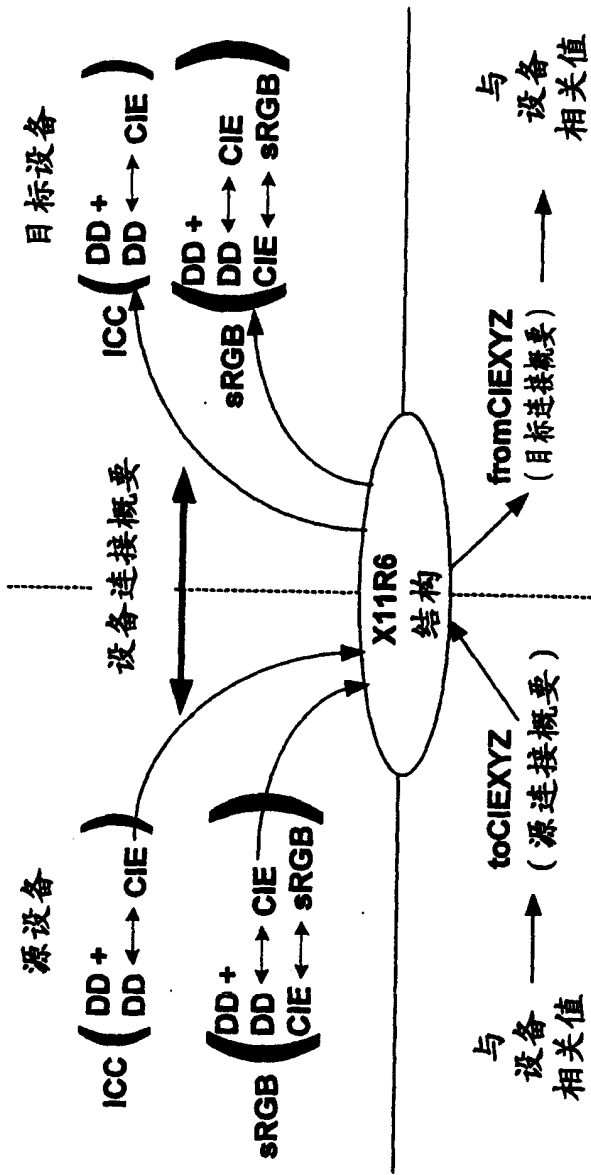 源设备
设备连接概要
目标设备
ICC
DD +
DD ↔ CIE
ICC
DD +
DD ↔ CIE
sRGB
DD +
DD ↔ CIE
CIE ↔ sRGB
sRGB
DD +
DD ↔ CIE
CIE ↔ sRGB
X11R6
结构
与
设备
相关值
toCIEXYZ
(源连接概要)
fromCIEXYZ
(目标连接概要)
与
设备
相关值